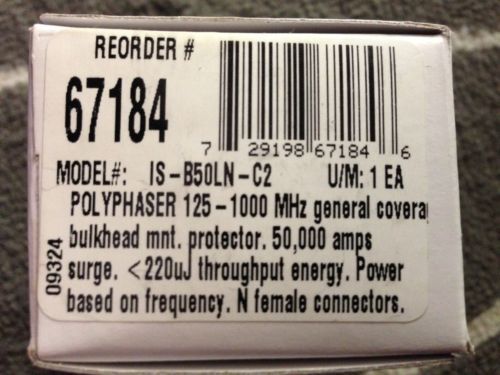 REORDER #
67184
7 29198 67184 6
MODEL#: IS-B50LN-C2 U/M: 1 EA
POLYPHASER 125-1000 MHz general covera
bulkhead mnt. protector. 50,000 amps
surge. <220uJ throughput energy. Power
based on frequency. N female connectors.
09324